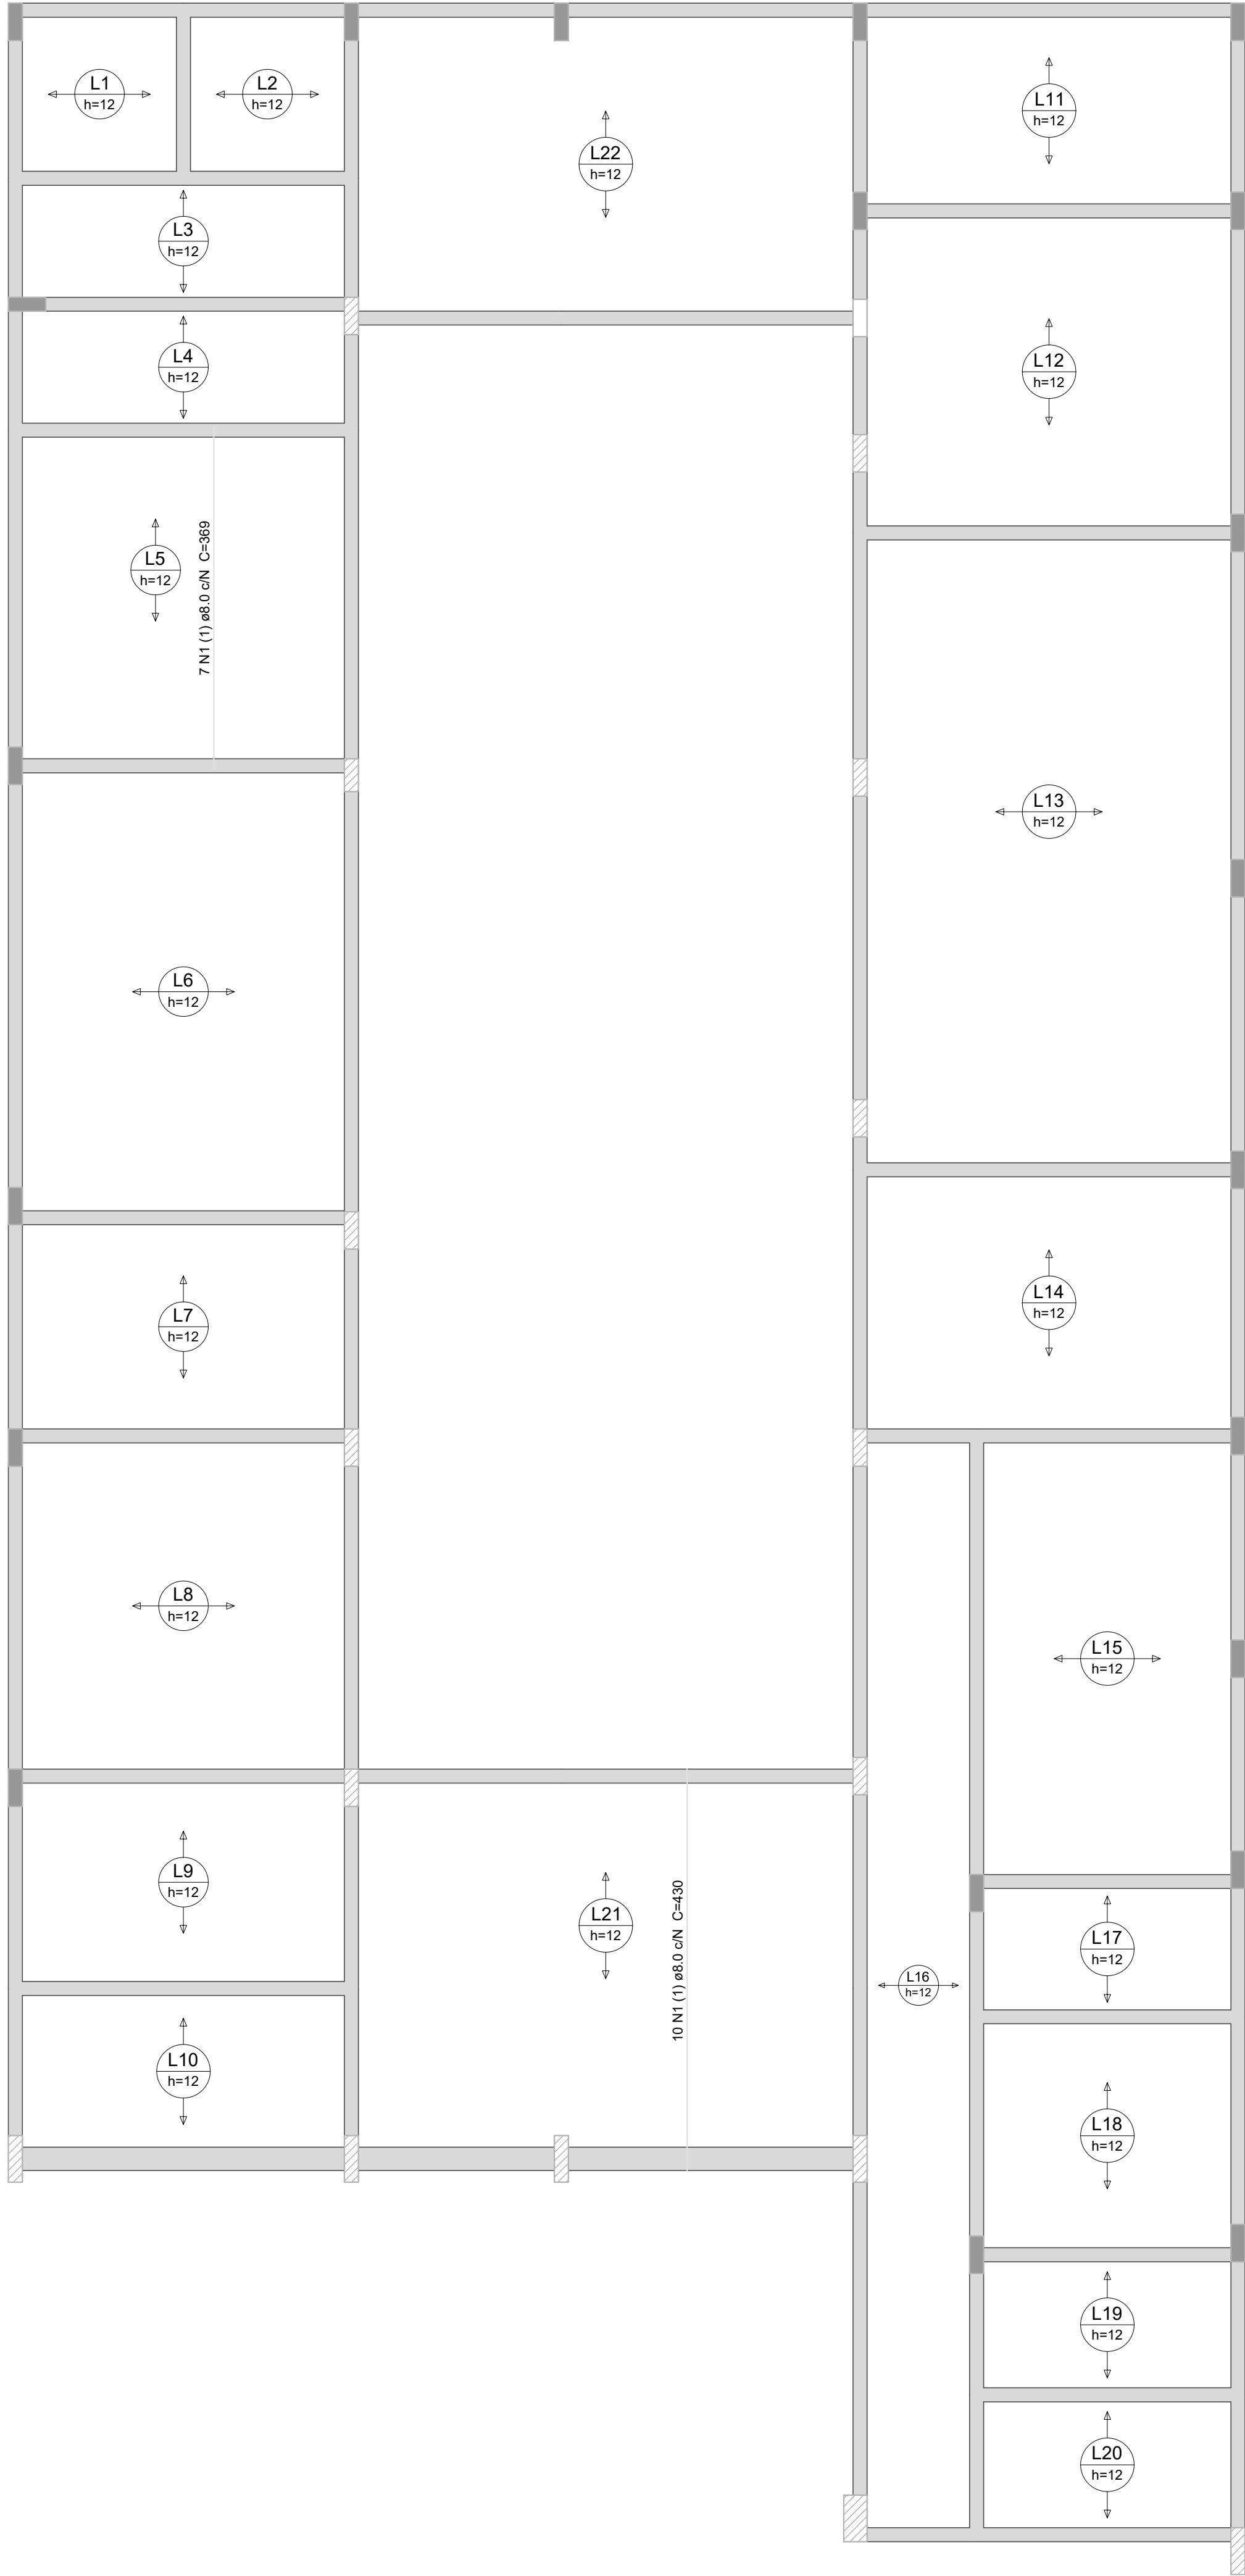 L1
h=12
L2
h=12
L22
h=12
L11
h=12
L3
h=12
L4
h=12
L12
h=12
L5
h=12
7 N1 (1) ø8.0 c/N C=369
L13
h=12
L6
h=12
L7
h=12
L14
h=12
L8
h=12
L15
h=12
L9
h=12
L21
h=12
10 N1 (1) ø8.0 c/N C=430
L17
h=12
L16
h=12
L10
h=12
L18
h=12
L19
h=12
L20
h=12